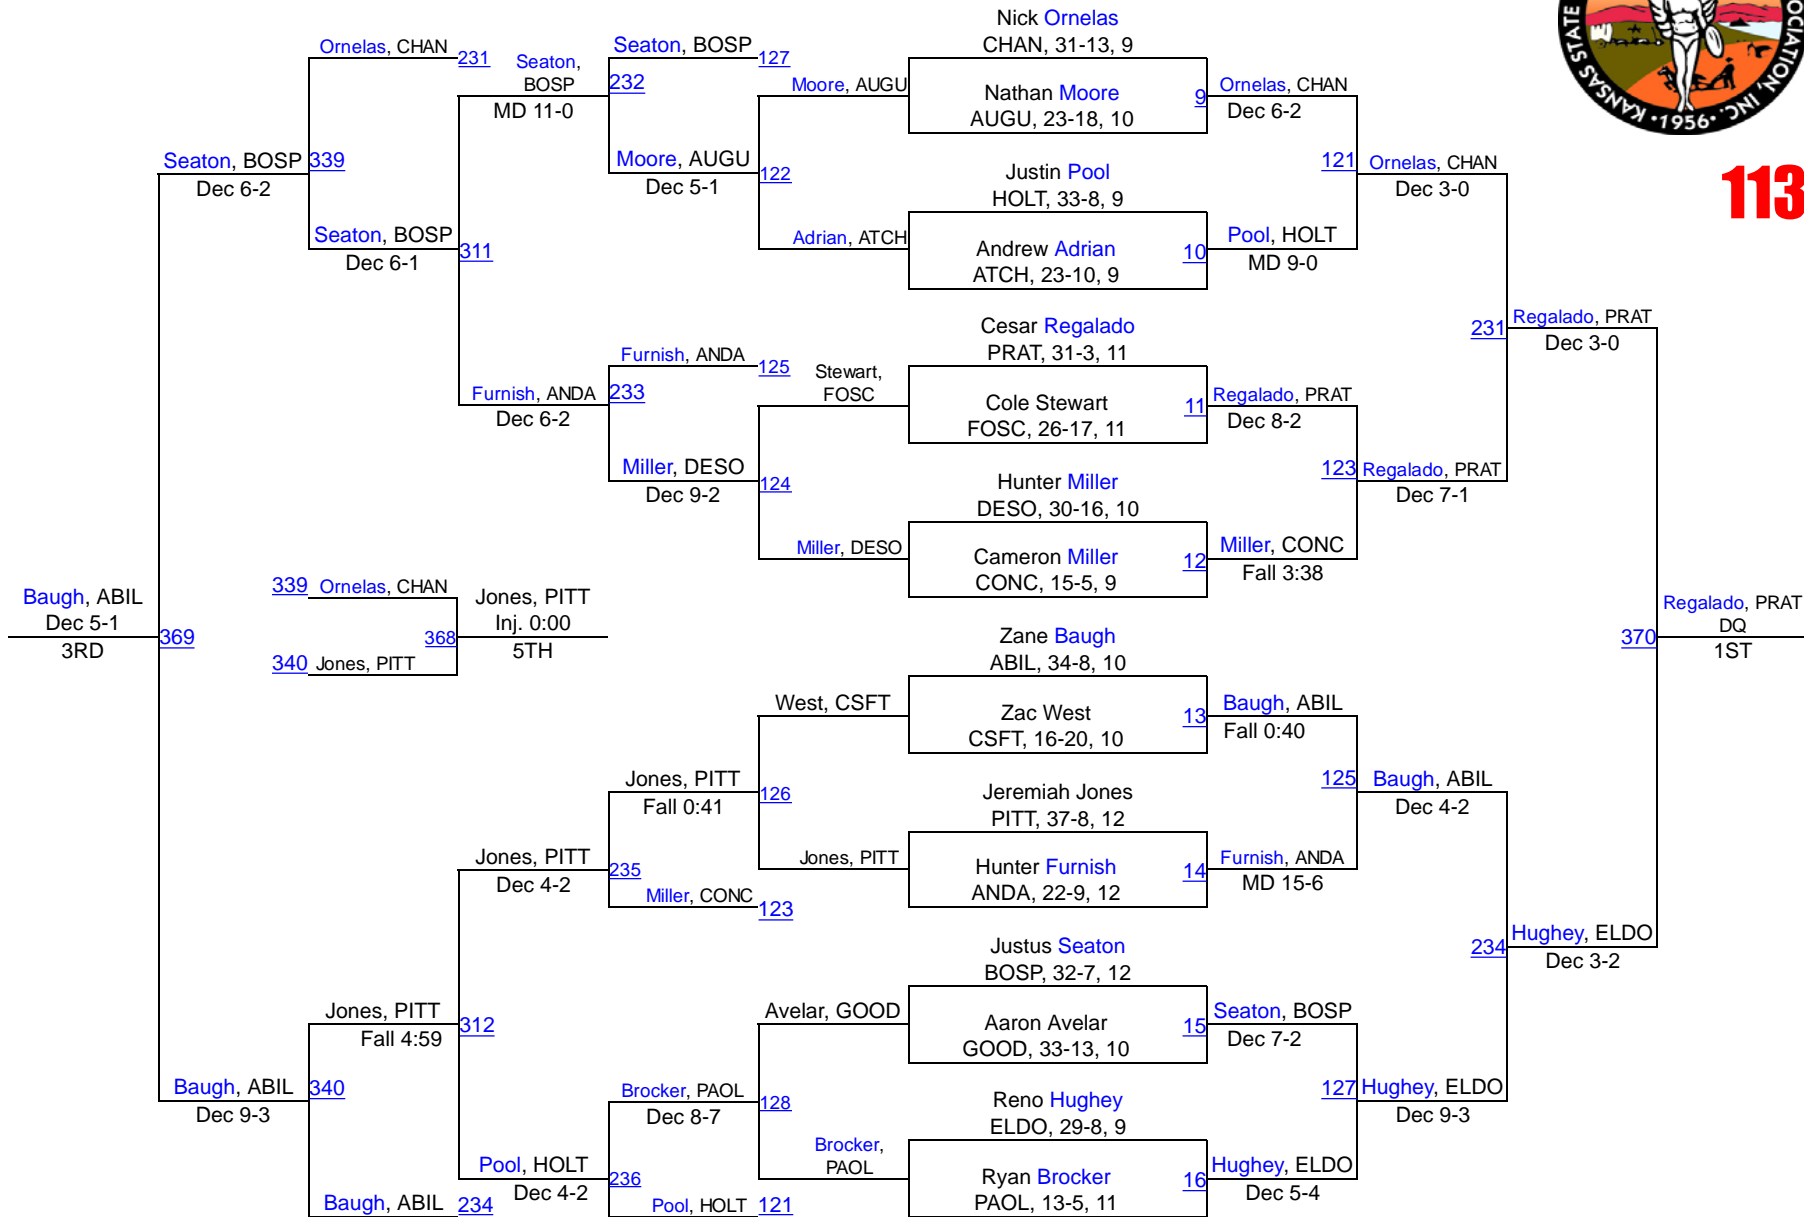 KANSAS STATE
OCIATION, INC.
•1956•
113
Nick Ornelas
CHAN, 31-13, 9
Nathan Moore
AUGU, 23-18, 10
9
Justin Pool
HOLT, 33-8, 9
Andrew Adrian
ATCH, 23-10, 9
10
Cesar Regalado
PRAT, 31-3, 11
Cole Stewart
FOSC, 26-17, 11
11
Hunter Miller
DESO, 30-16, 10
Cameron Miller
CONC, 15-5, 9
12
Zane Baugh
ABIL, 34-8, 10
Zac West
CSFT, 16-20, 10
13
Jeremiah Jones
PITT, 37-8, 12
Hunter Furnish
ANDA, 22-9, 12
14
Justus Seaton
BOSP, 32-7, 12
Aaron Avelar
GOOD, 33-13, 10
15
Reno Hughey
ELDO, 29-8, 9
Ryan Brocker
PAOL, 13-5, 11
16
Ornelas, CHAN
Dec 6-2
121
Pool, HOLT
MD 9-0
Regalado, PRAT
Dec 8-2
123
Miller, CONC
Fall 3:38
Baugh, ABIL
Fall 0:40
125
Furnish, ANDA
MD 15-6
Seaton, BOSP
Dec 7-2
127
Hughey, ELDO
Dec 5-4
Ornelas, CHAN
Dec 3-0
231
Regalado, PRAT
Dec 7-1
Baugh, ABIL
Dec 4-2
234
Hughey, ELDO
Dec 9-3
Regalado, PRAT
Dec 3-0
370
Hughey, ELDO
Dec 3-2
Regalado, PRAT
DQ
1ST
Moore, AUGU
122
Adrian, ATCH
Stewart,
FOSC
124
Miller, DESO
West, CSFT
126
Jones, PITT
Avelar, GOOD
128
Brocker,
PAOL
Seaton, BOSP
127
232
Moore, AUGU
Dec 5-1
Furnish, ANDA
125
233
Miller, DESO
Dec 9-2
Jones, PITT
Fall 0:41
235
Miller, CONC
123
Brocker, PAOL
Dec 8-7
236
Pool, HOLT
121
Seaton,
BOSP
MD 11-0
311
Furnish, ANDA
Dec 6-2
Jones, PITT
Dec 4-2
312
Pool, HOLT
Dec 4-2
Ornelas, CHAN
231
339
Seaton, BOSP
Dec 6-1
Jones, PITT
Fall 4:59
340
Baugh, ABIL
234
Seaton, BOSP
Dec 6-2
369
Baugh, ABIL
Dec 9-3
Baugh, ABIL
Dec 5-1
3RD
339 Ornelas, CHAN
368
340 Jones, PITT
Jones, PITT
Inj. 0:00
5TH